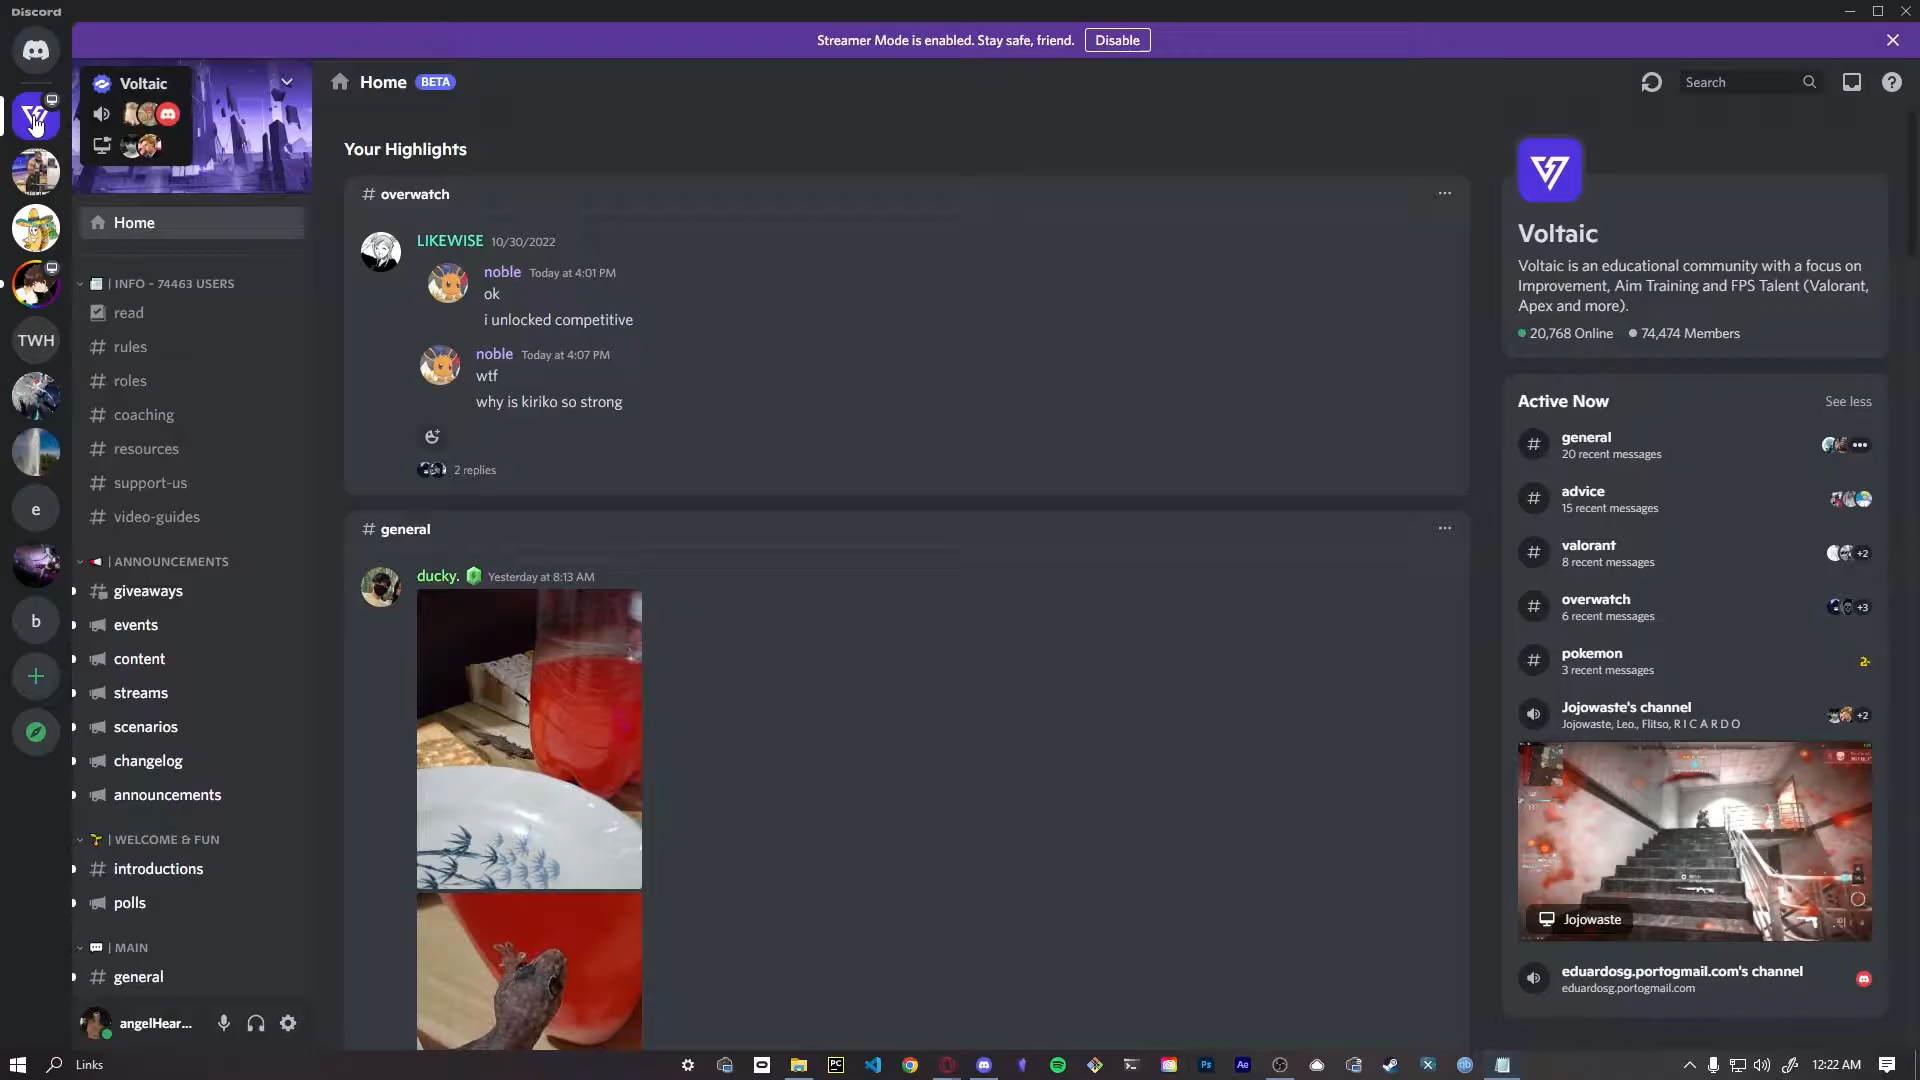 Discord
Streamer Mode is enabled. Stay safe, friend.
Disable
Voltaic
Home BETA
Search
Home
| INFO - 74463 USERS
read
rules
roles
coaching
resources
support-us
video-guides
| ANNOUNCEMENTS
giveaways
events
content
streams
scenarios
changelog
announcements
| WELCOME & FUN
introductions
polls
| MAIN
general
angelHear...
TWH
e
b
Your Highlights
# overwatch
LIKEWISE 10/30/2022
noble Today at 4:01 PM
ok
i unlocked competitive
noble Today at 4:07 PM
wtf
why is kiriko so strong
2 replies
# general
ducky. Yesterday at 8:13 AM
Voltaic
Voltaic is an educational community with a focus on
Improvement, Aim Training and FPS Talent (Valorant,
Apex and more).
20,768 Online 74,474 Members
Active Now
See less
general
20 recent messages
advice
15 recent messages
valorant
8 recent messages
+2
overwatch
6 recent messages
+3
pokemon
3 recent messages
Jojowaste's channel
Jojowaste, Leo., Flitso, R I C A R D O
+2
Jojowaste
eduardosg.portogmail.com's channel
eduardosg.portogmail.com
Links
PC
Ps
Ae
qb
12:22 AM